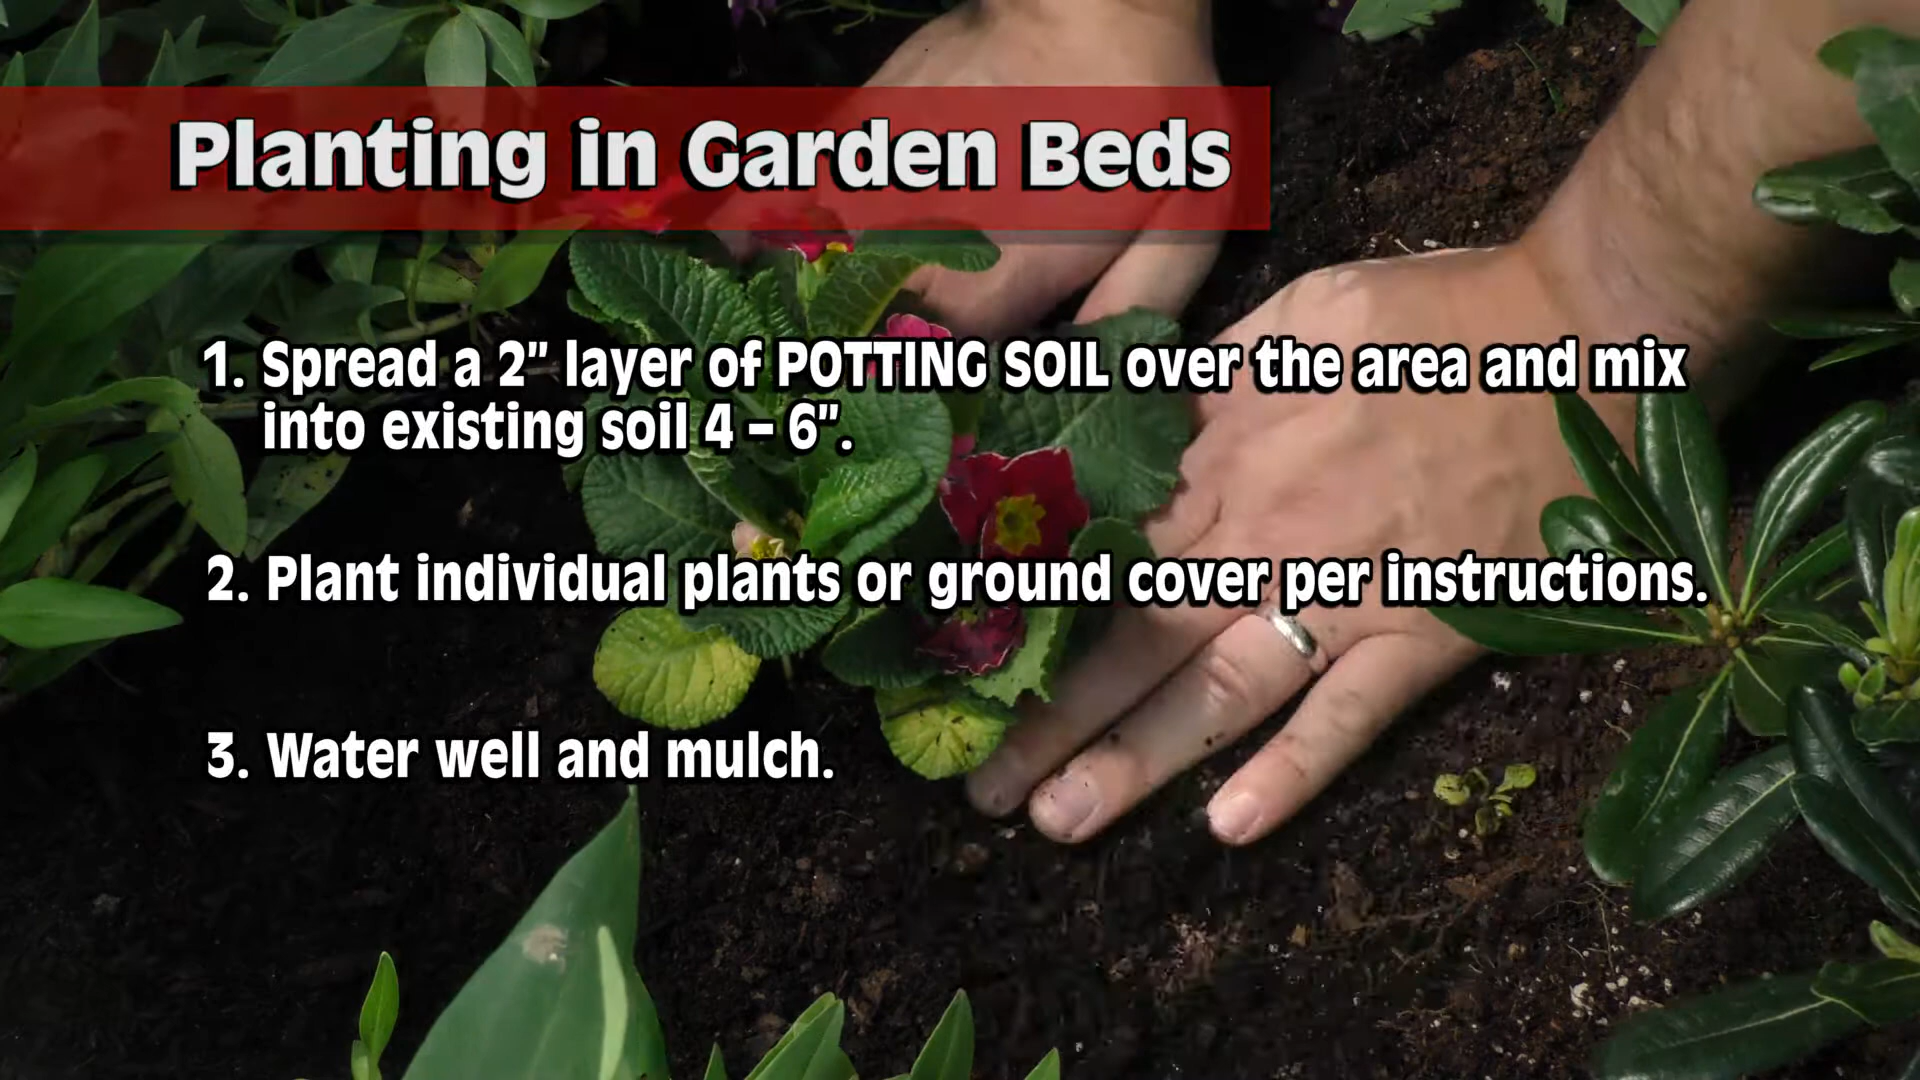 Planting in Garden Beds
1. Spread a 2” layer of POTTING SOIL over the area and mix
into existing soil 4 – 6”.
2. Plant individual plants or ground cover per instructions.
3. Water well and mulch.